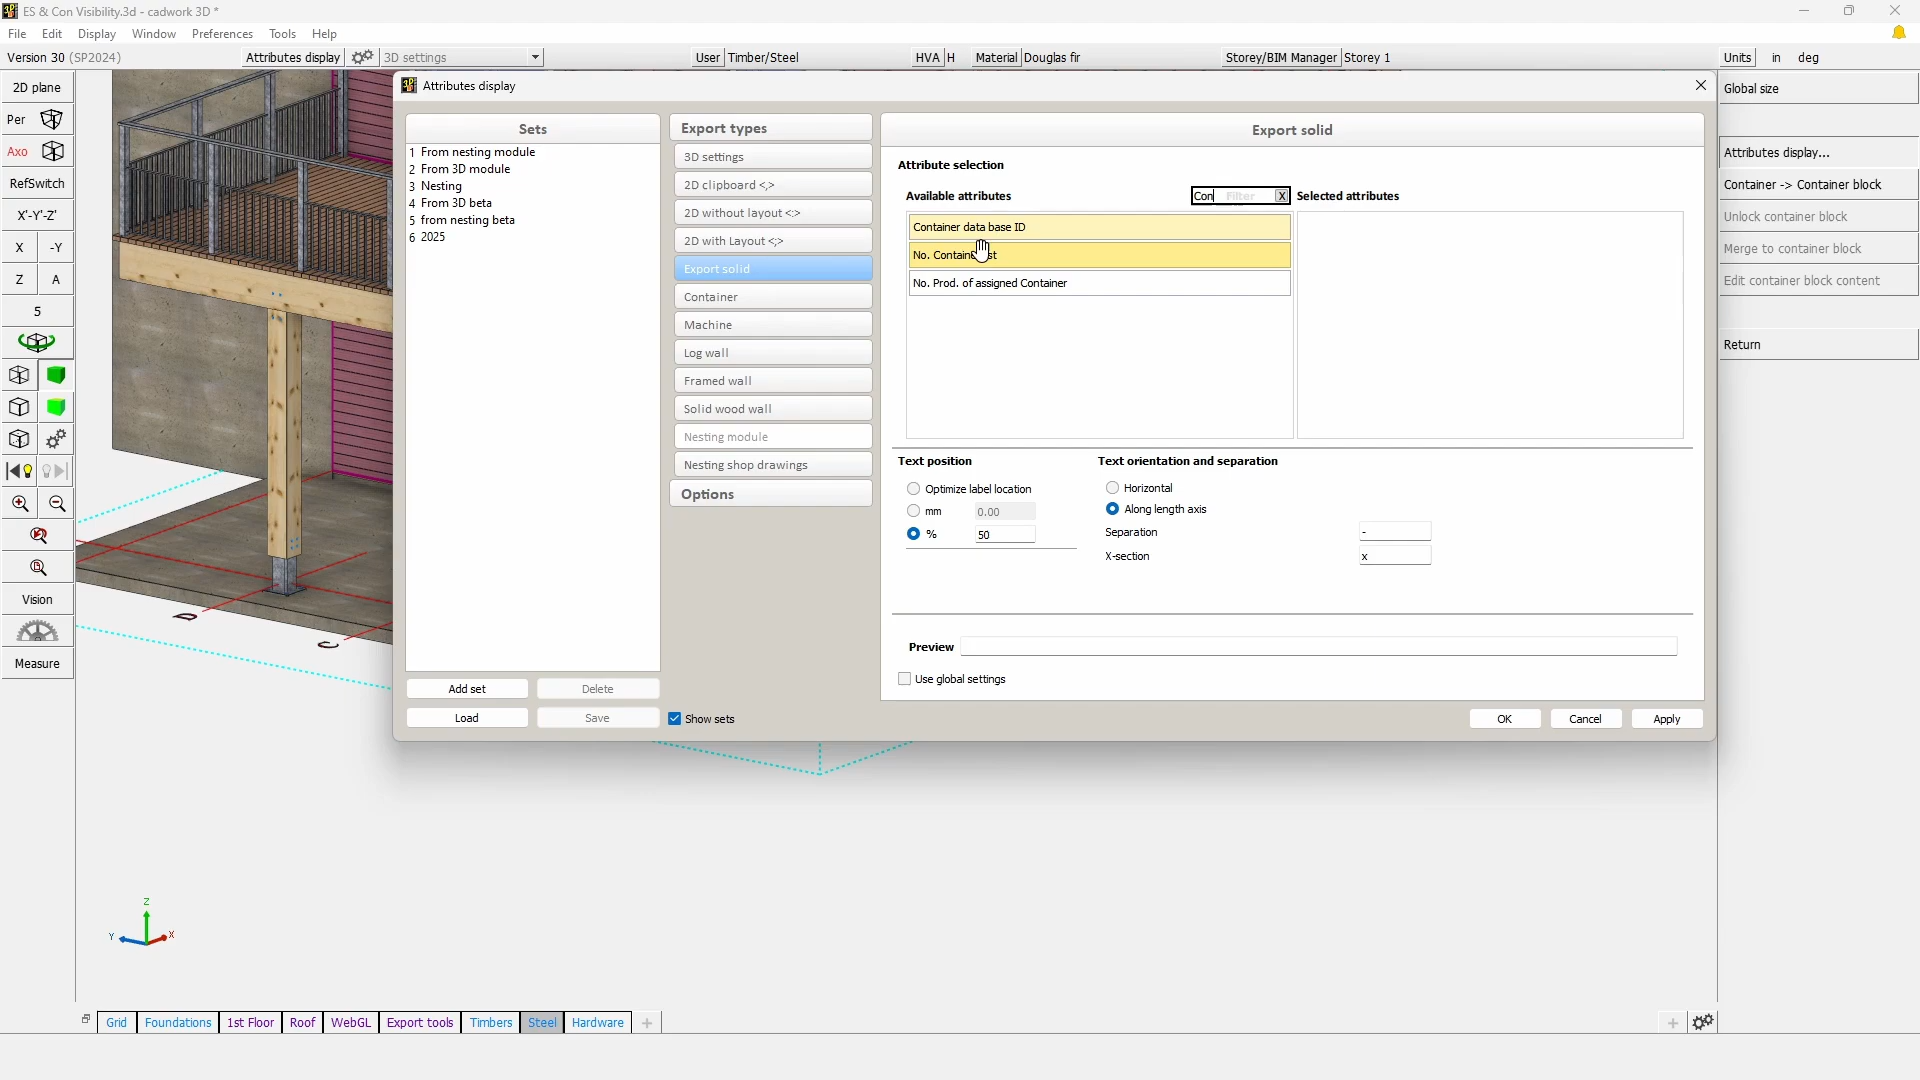 ES & Con Visibility.3d - cadwork 3D *
File Edit Display Window Preferences Tools Help
Version 30 (SP2024) Attributes display 3D settings User Timber/Steel HVA H Material Douglas fir Storey/BIM Manager Storey 1 Units in deg
2D plane
Per
Axo
RefSwitch
X'-Y'-Z'
X -Y
Z A
5
Vision
Measure
Attributes display
Sets
1 From nesting module
2 From 3D module
3 Nesting
4 From 3D beta
5 from nesting beta
6 2025
Add set Delete
Load Save
Show sets
Export types
3D settings
2D clipboard <,>
2D without layout <:>
2D with Layout <;>
Export solid
Container
Machine
Log wall
Framed wall
Solid wood wall
Nesting module
Nesting shop drawings
Options
Export solid
Attribute selection
Available attributes Con Filter X Selected attributes
Container data base ID
No. st
No. Prod. of assigned Container
Text position Text orientation and separation
Optimize label location Horizontal
mm 0.00 Along length axis
% 50 Separation -
X-section x
Preview
Use global settings
OK Cancel Apply
Global size
Attributes display...
Container -> Container block
Unlock container block
Merge to container block
Edit container block content
Return
D
C
Z
Y X
Grid Foundations 1st Floor Roof WebGL Export tools Timbers Steel Hardware + +